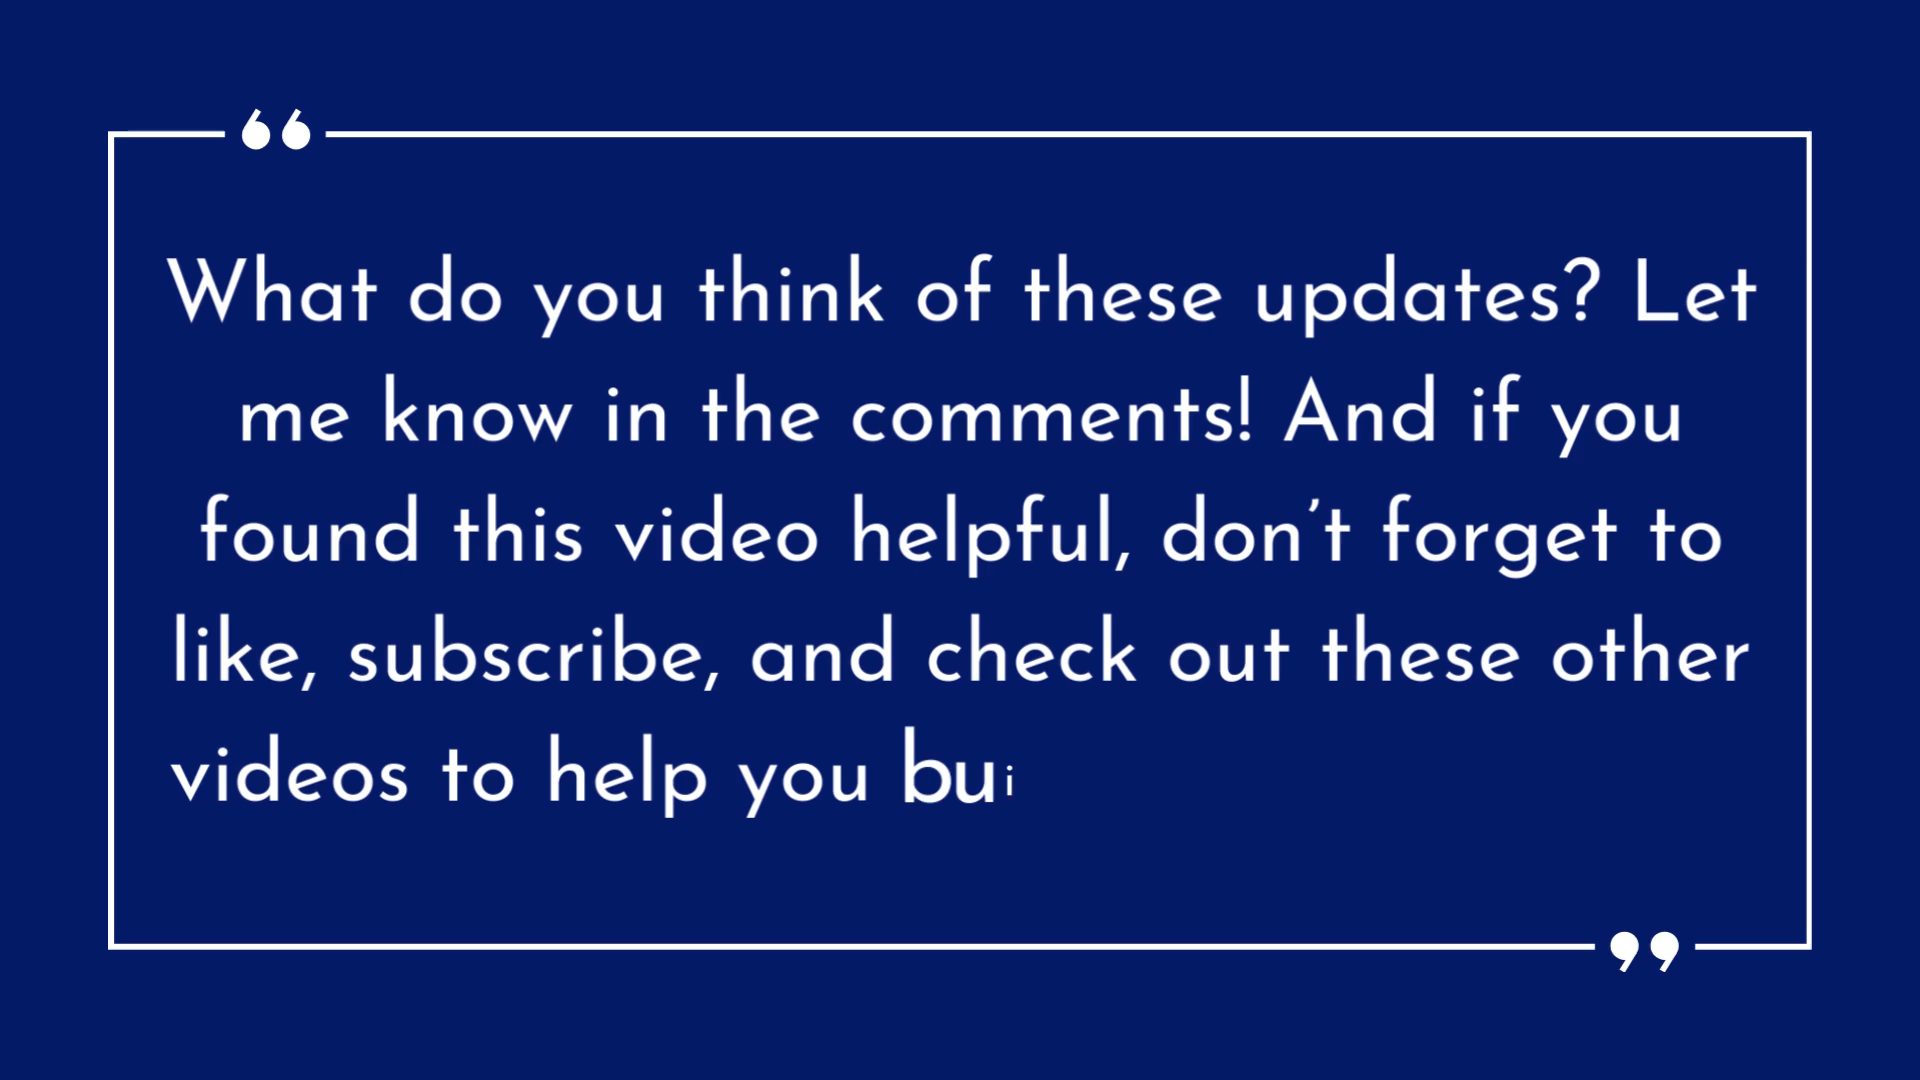 “
What do you think of these updates? Let
me know in the comments! And if you
found this video helpful, don’t forget to
like, subscribe, and check out these other
videos to help you bui
”